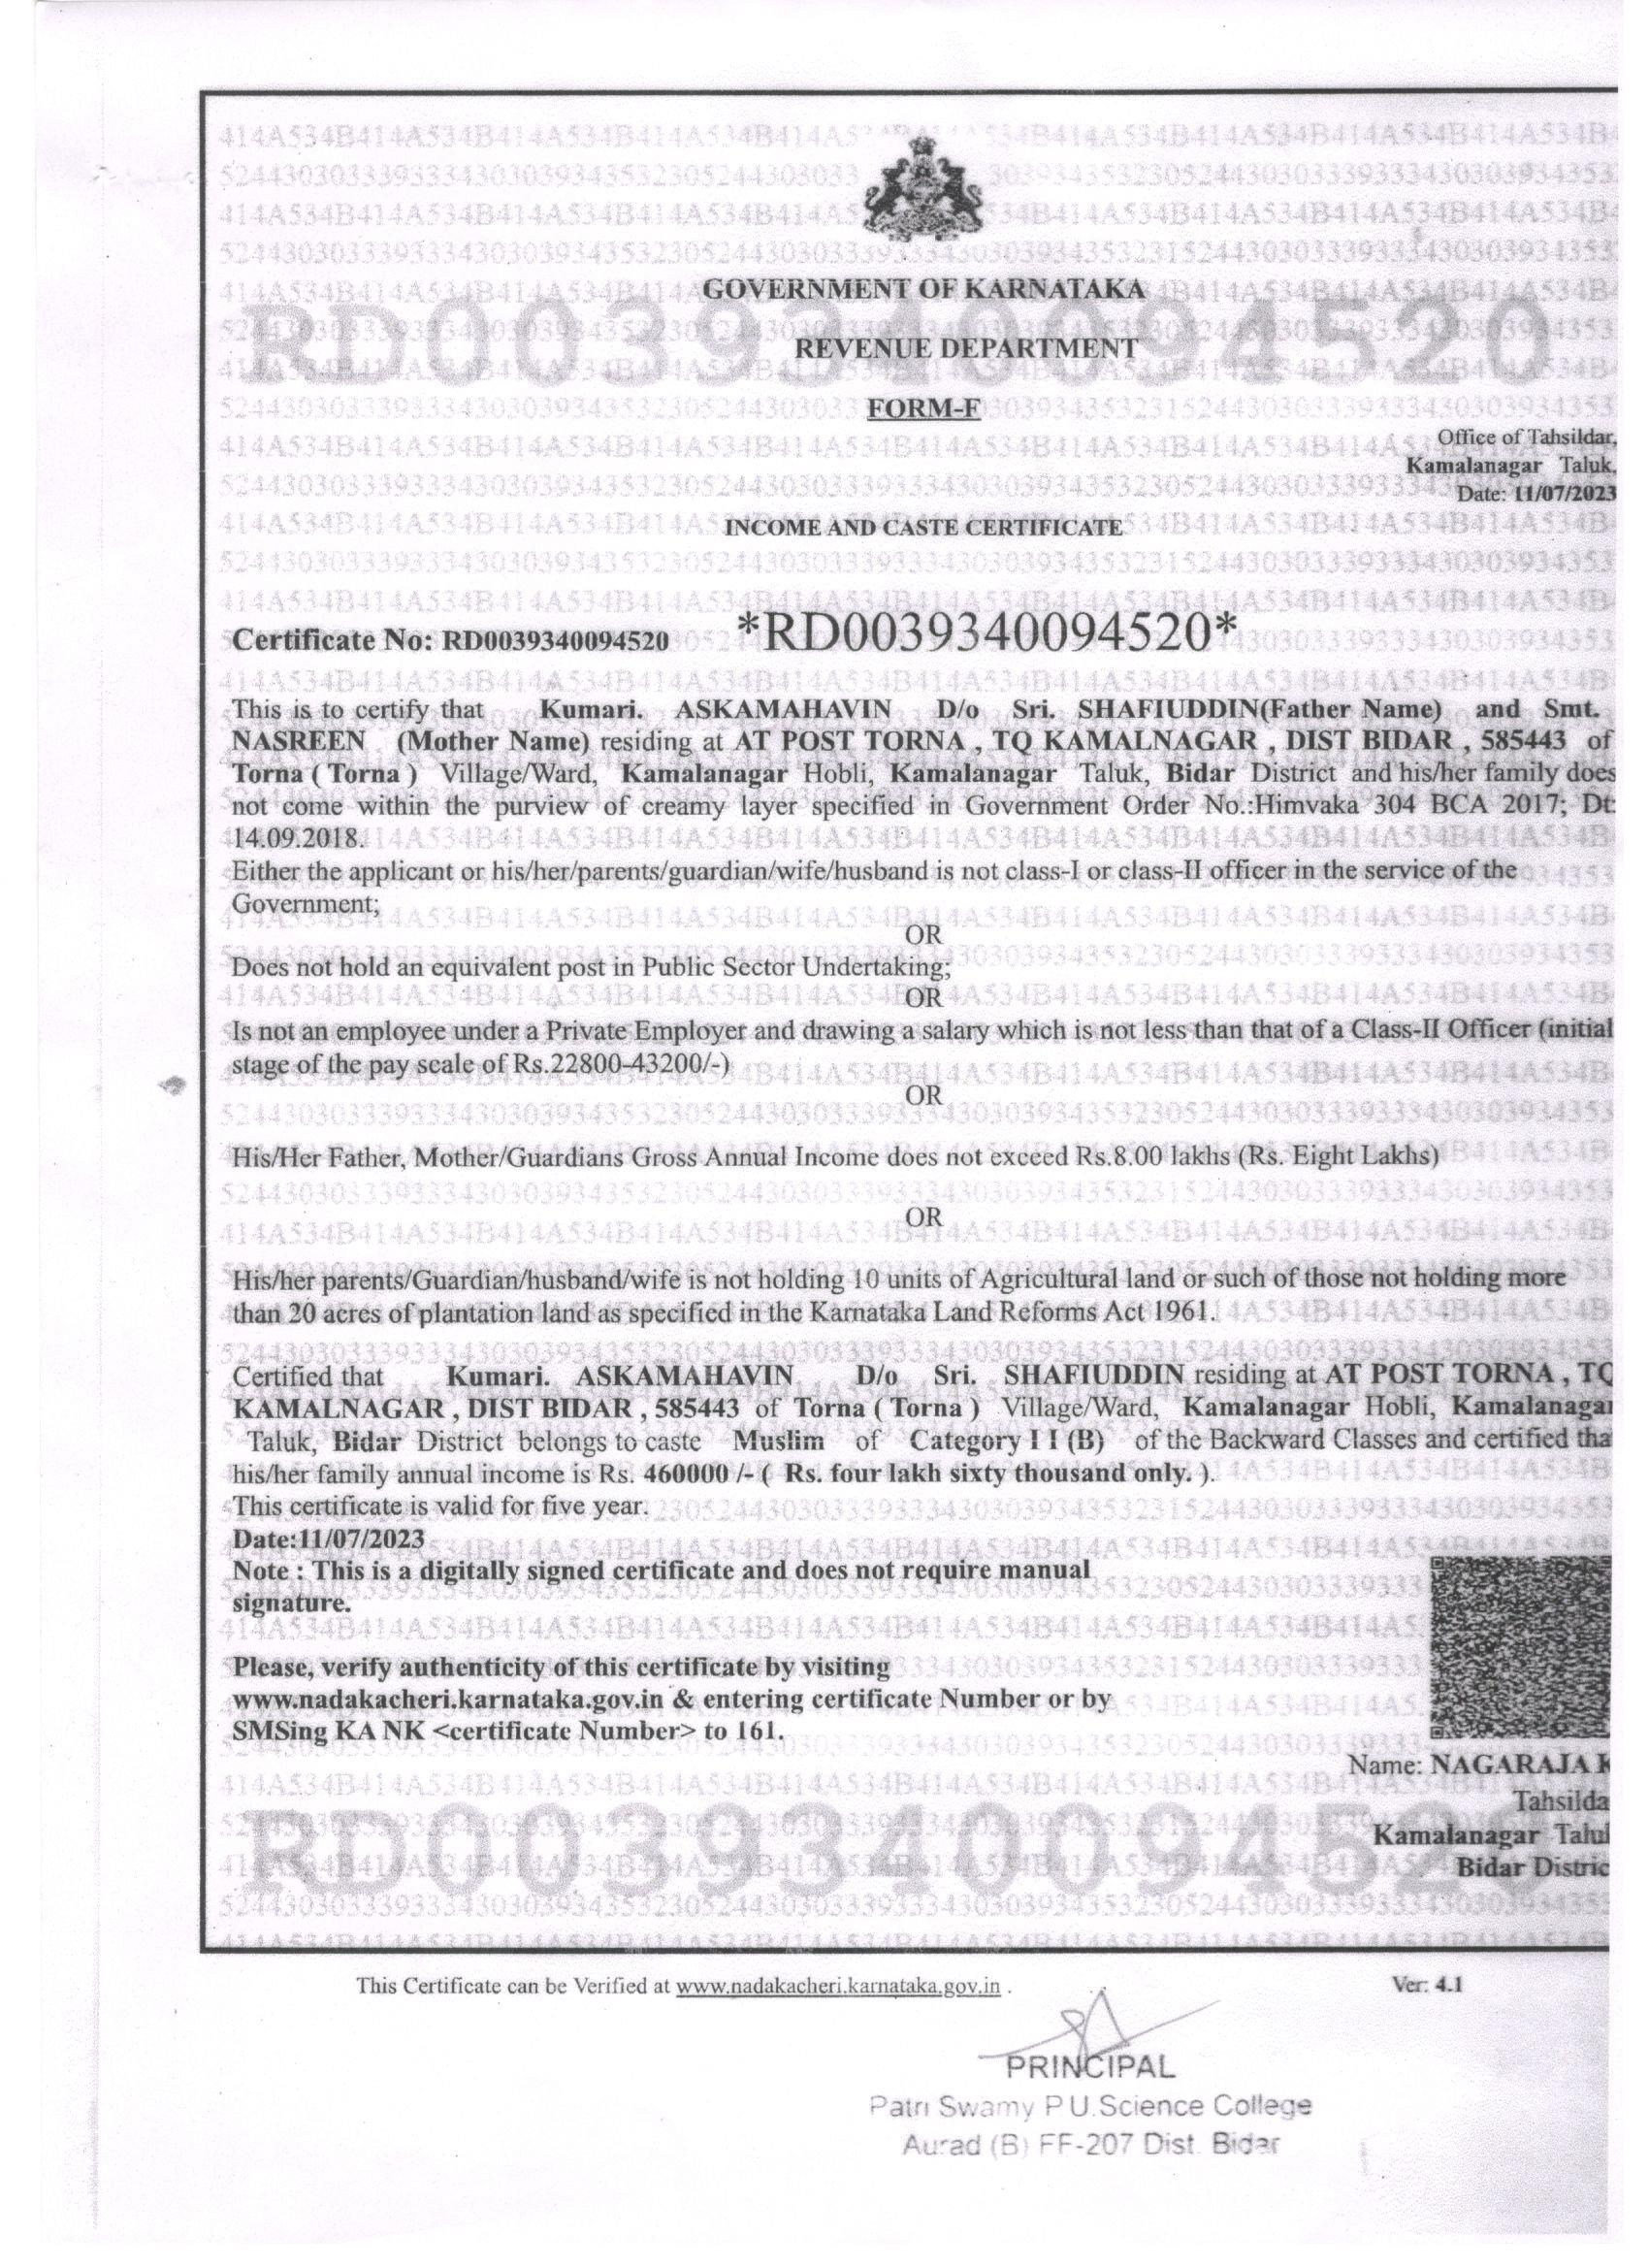 GOVERNMENT OF KARNATAKA
REVENUE DEPARTMENT
FORM-F
Office of Tahsildar,
Kamalanagar Taluk,
Date: 11/07/2023
INCOME AND CASTE CERTIFICATE
Certificate No: RD0039340094520 *RD0039340094520*
This is to certify that Kumari. ASKAMAHAVIN D/o Sri. SHAFIUDDIN(Father Name) and Smt.
NASREEN (Mother Name) residing at AT POST TORNA , TQ KAMALNAGAR , DIST BIDAR , 585443 of
Torna ( Torna ) Village/Ward, Kamalanagar Hobli, Kamalanagar Taluk, Bidar District and his/her family does
not come within the purview of creamy layer specified in Government Order No.:Himvaka 304 BCA 2017; Dt:
14.09.2018.
Either the applicant or his/her/parents/guardian/wife/husband is not class-I or class-II officer in the service of the
Government;
OR
Does not hold an equivalent post in Public Sector Undertaking;
OR
Is not an employee under a Private Employer and drawing a salary which is not less than that of a Class-II Officer (initial
stage of the pay scale of Rs.22800-43200/-)
OR
His/Her Father, Mother/Guardians Gross Annual Income does not exceed Rs.8.00 lakhs (Rs. Eight Lakhs)
OR
His/her parents/Guardian/husband/wife is not holding 10 units of Agricultural land or such of those not holding more
than 20 acres of plantation land as specified in the Karnataka Land Reforms Act 1961.
Certified that Kumari. ASKAMAHAVIN D/o Sri. SHAFIUDDIN residing at AT POST TORNA , TQ
KAMALNAGAR , DIST BIDAR , 585443 of Torna ( Torna ) Village/Ward, Kamalanagar Hobli, Kamalanagar
Taluk, Bidar District belongs to caste Muslim of Category I I (B) of the Backward Classes and certified tha
his/her family annual income is Rs. 460000 /- ( Rs. four lakh sixty thousand only. ).
This certificate is valid for five year.
Date:11/07/2023
Note : This is a digitally signed certificate and does not require manual
signature.
Please, verify authenticity of this certificate by visiting
www.nadakacheri.karnataka.gov.in & entering certificate Number or by
SMSing KA NK <certificate Number> to 161.
Name: NAGARAJA K
Tahsilda
Kamalanagar Taluk
Bidar Distric
RD0039340094520
This Certificate can be Verified at www.nadakacheri.karnataka.gov.in .
Ver: 4.1
PRINCIPAL
Patri Swamy P U.Science College
Aurad (B) FF-207 Dist. Bidar